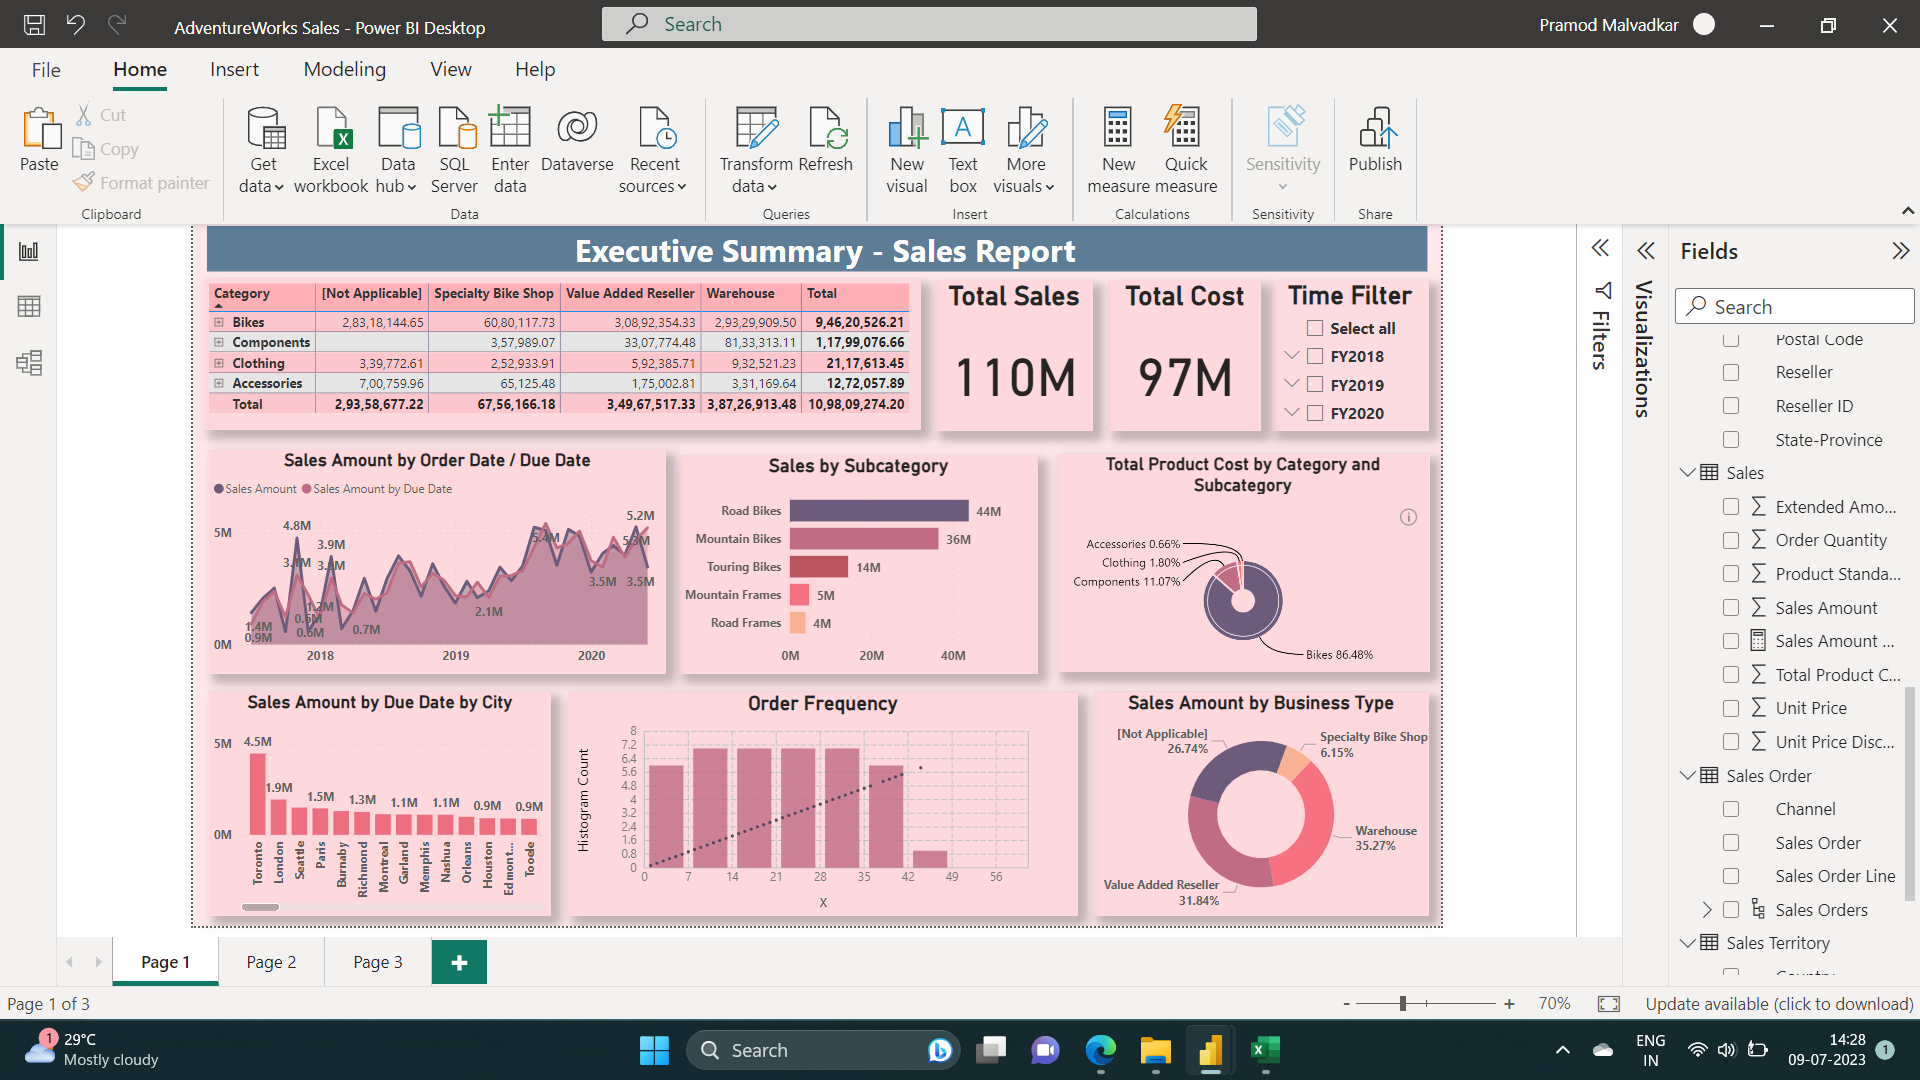 AdventureWorks Sales - Power BI Desktop
Search
Pramod Malvadkar
File Home Insert Modeling View Help
Paste
Cut
Copy
Format painter
Clipboard
Get data
Excel workbook
Data hub
SQL Server
Enter data
Dataverse
Recent sources
Data
Transform data
Refresh
Queries
New visual
Text box
More visuals
Insert
New measure
Quick measure
Calculations
Sensitivity
Sensitivity
Publish
Share
Executive Summary - Sales Report
Category [Not Applicable] Specialty Bike Shop Value Added Reseller Warehouse Total
Bikes 2,83,18,144.65 60,80,117.73 3,08,92,354.33 2,93,29,909.50 9,46,20,526.21
Components 3,57,989.07 33,07,774.48 81,33,313.11 1,17,99,076.66
Clothing 3,39,772.61 2,52,933.91 5,92,385.71 9,32,521.23 21,17,613.45
Accessories 7,00,759.96 65,125.48 1,75,002.81 3,31,169.64 12,72,057.89
Total 2,93,58,677.22 67,56,166.18 3,49,67,517.33 3,87,26,913.48 10,98,09,274.20
Total Sales
110M
Total Cost
97M
Time Filter
Select all
FY2018
FY2019
FY2020
Sales Amount by Order Date / Due Date
Sales Amount Sales Amount by Due Date
5M
0M
4.8M
3.9M
1.2M
0.6M
1.4M
0.9M
0.7M
2.1M
5.4M
5.2M
3.5M
3.5M
2018 2019 2020
Sales by Subcategory
Road Bikes 44M
Mountain Bikes 36M
Touring Bikes 14M
Mountain Frames 5M
Road Frames 4M
0M 20M 40M
Total Product Cost by Category and
Subcategory
Accessories 0.66%
Clothing 1.80%
Components 11.07%
Bikes 86.48%
Sales Amount by Due Date by City
5M
0M
4.5M
1.9M
1.5M
1.3M
1.1M
1.1M
0.9M
0.9M
Toronto
London
Seattle
Paris
Burnaby
Richmond
Montreal
Garland
Memphis
Nashua
Orleans
Houston
Edmont...
Tooele
Order Frequency
Histogram Count
8
7.2
6.4
5.6
4.8
4
3.2
2.4
1.6
0.8
0
0 7 14 21 28 35 42 49 56
X
Sales Amount by Business Type
[Not Applicable]
26.74%
Specialty Bike Shop
6.15%
Warehouse
35.27%
Value Added Reseller
31.84%
Filters
Visualizations
Fields
Search
Postal Code
Reseller
Reseller ID
State-Province
Sales
Extended Amo...
Order Quantity
Product Standa...
Sales Amount
Sales Amount ...
Total Product C...
Unit Price
Unit Price Disc...
Sales Order
Channel
Sales Order
Sales Order Line
Sales Orders
Sales Territory
Page 1 Page 2 Page 3
Page 1 of 3
- + 70%
Update available (click to download)
1
29°C
Mostly cloudy
Search
ENG
IN
14:28
09-07-2023
1